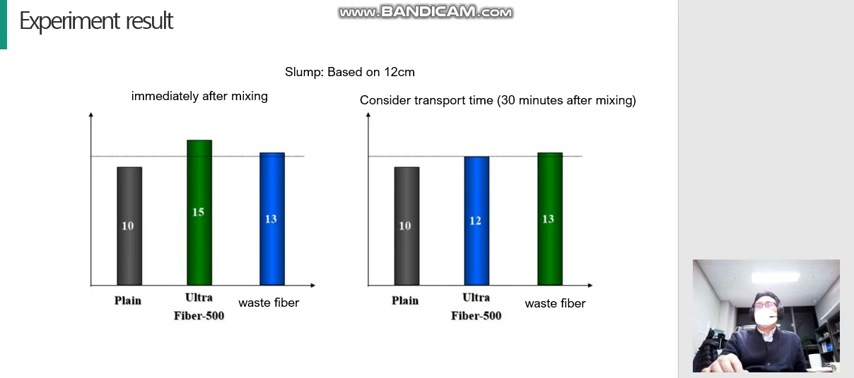 Experiment result
www.BANDICAM.com
Slump: Based on 12cm
immediately after mixing
Consider transport time (30 minutes after mixing)
10
15
13
10
12
13
Plain
Ultra
Fiber-500
waste fiber
Plain
Ultra
Fiber-500
waste fiber